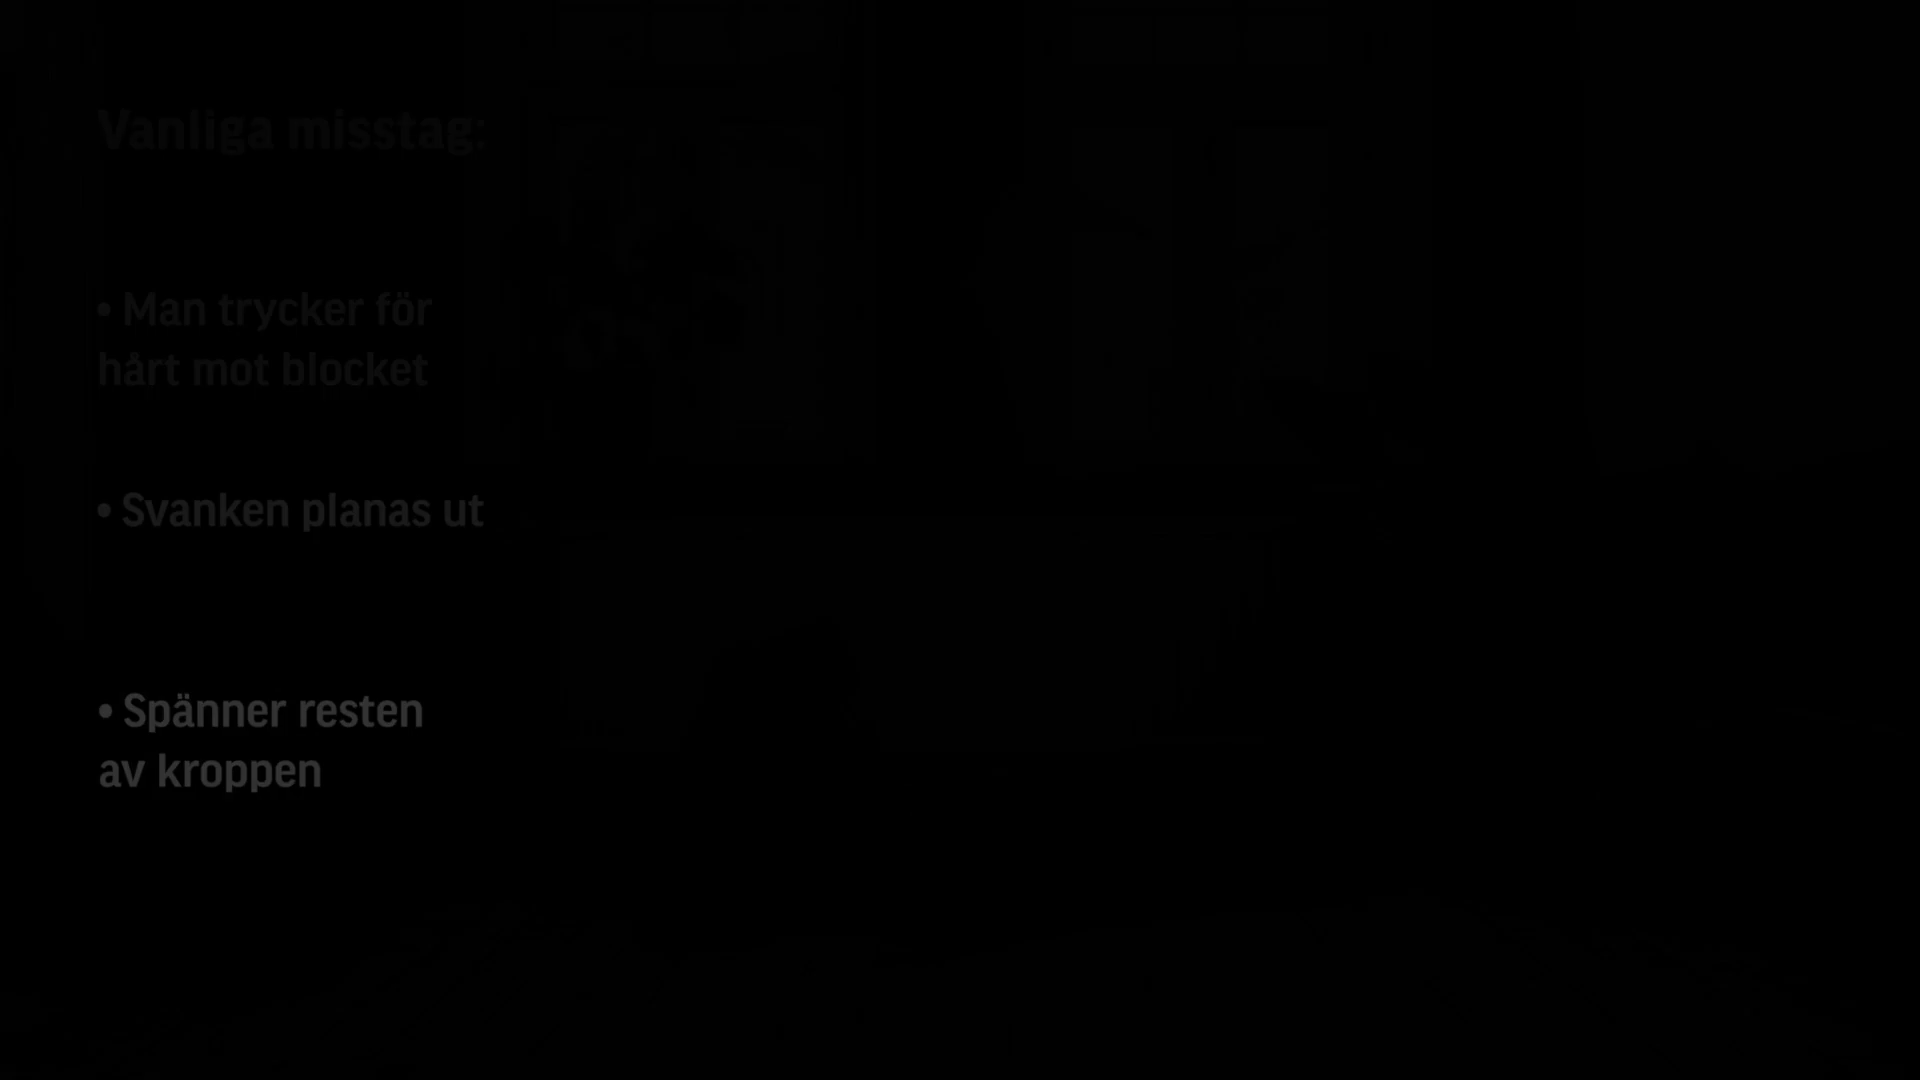 Vanliga misstag:
• Man trycker för
hårt mot blocket
• Svanken planas ut
• Spänner resten
av kroppen